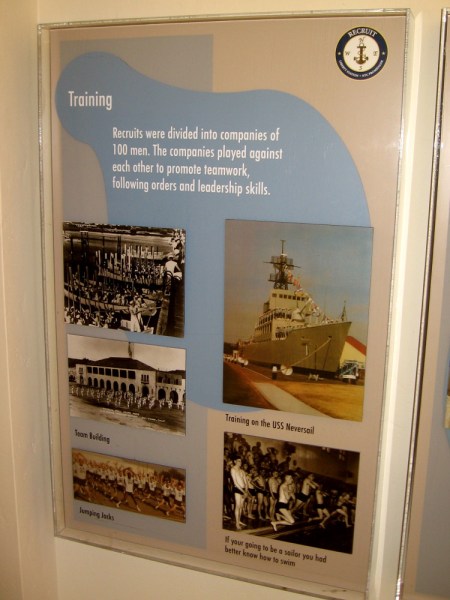 RECRUIT
N
W E
Training
Recruits were divided into companies of
100 men. The companies played against
each other to promote teamwork,
following orders and leadership skills.
Training on the USS Neversail
Team Building
Jumping Jacks
If your going to be a sailor you had
better know how to swim